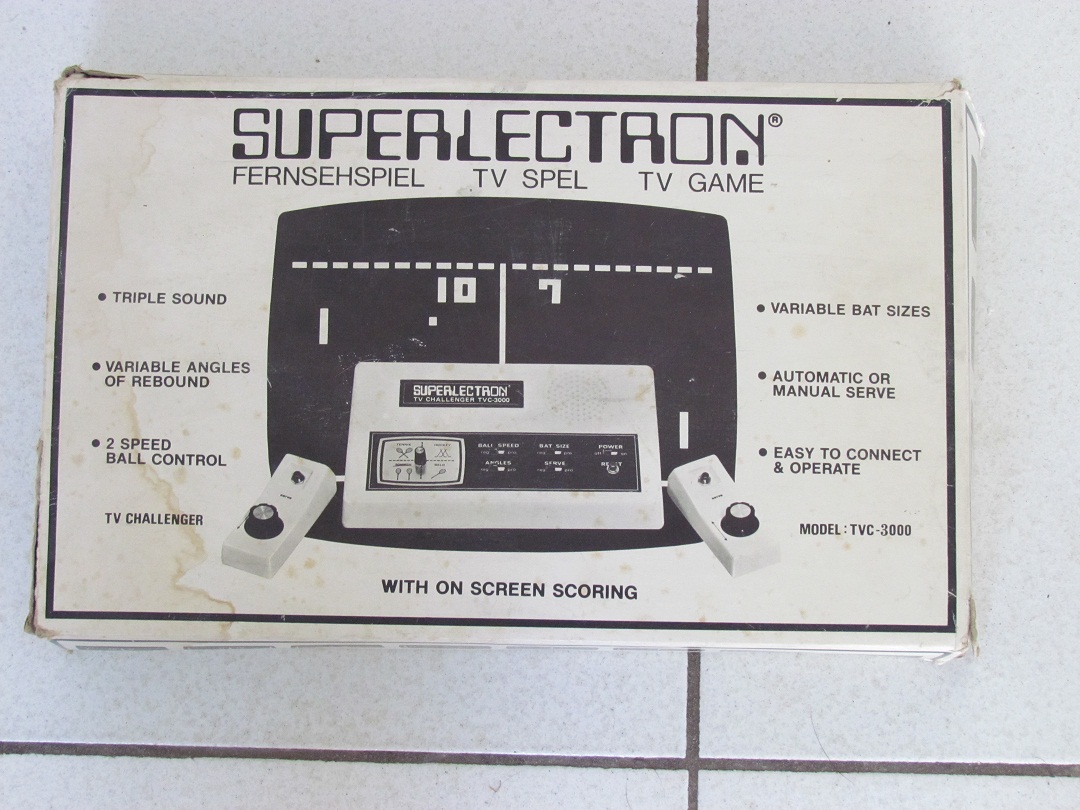 SUPERLECTRON®
FERNSEHSPIEL TV SPEL TV GAME
10 7
• TRIPLE SOUND
• VARIABLE ANGLES
OF REBOUND
• 2 SPEED
BALL CONTROL
TV CHALLENGER
• VARIABLE BAT SIZES
• AUTOMATIC OR
MANUAL SERVE
• EASY TO CONNECT
& OPERATE
MODEL: TVC-3000
SUPERLECTRON
TV CHALLENGER TVC-3000
BALL SPEED BAT SIZE POWER
ANGLES SERVE RESET
WITH ON SCREEN SCORING